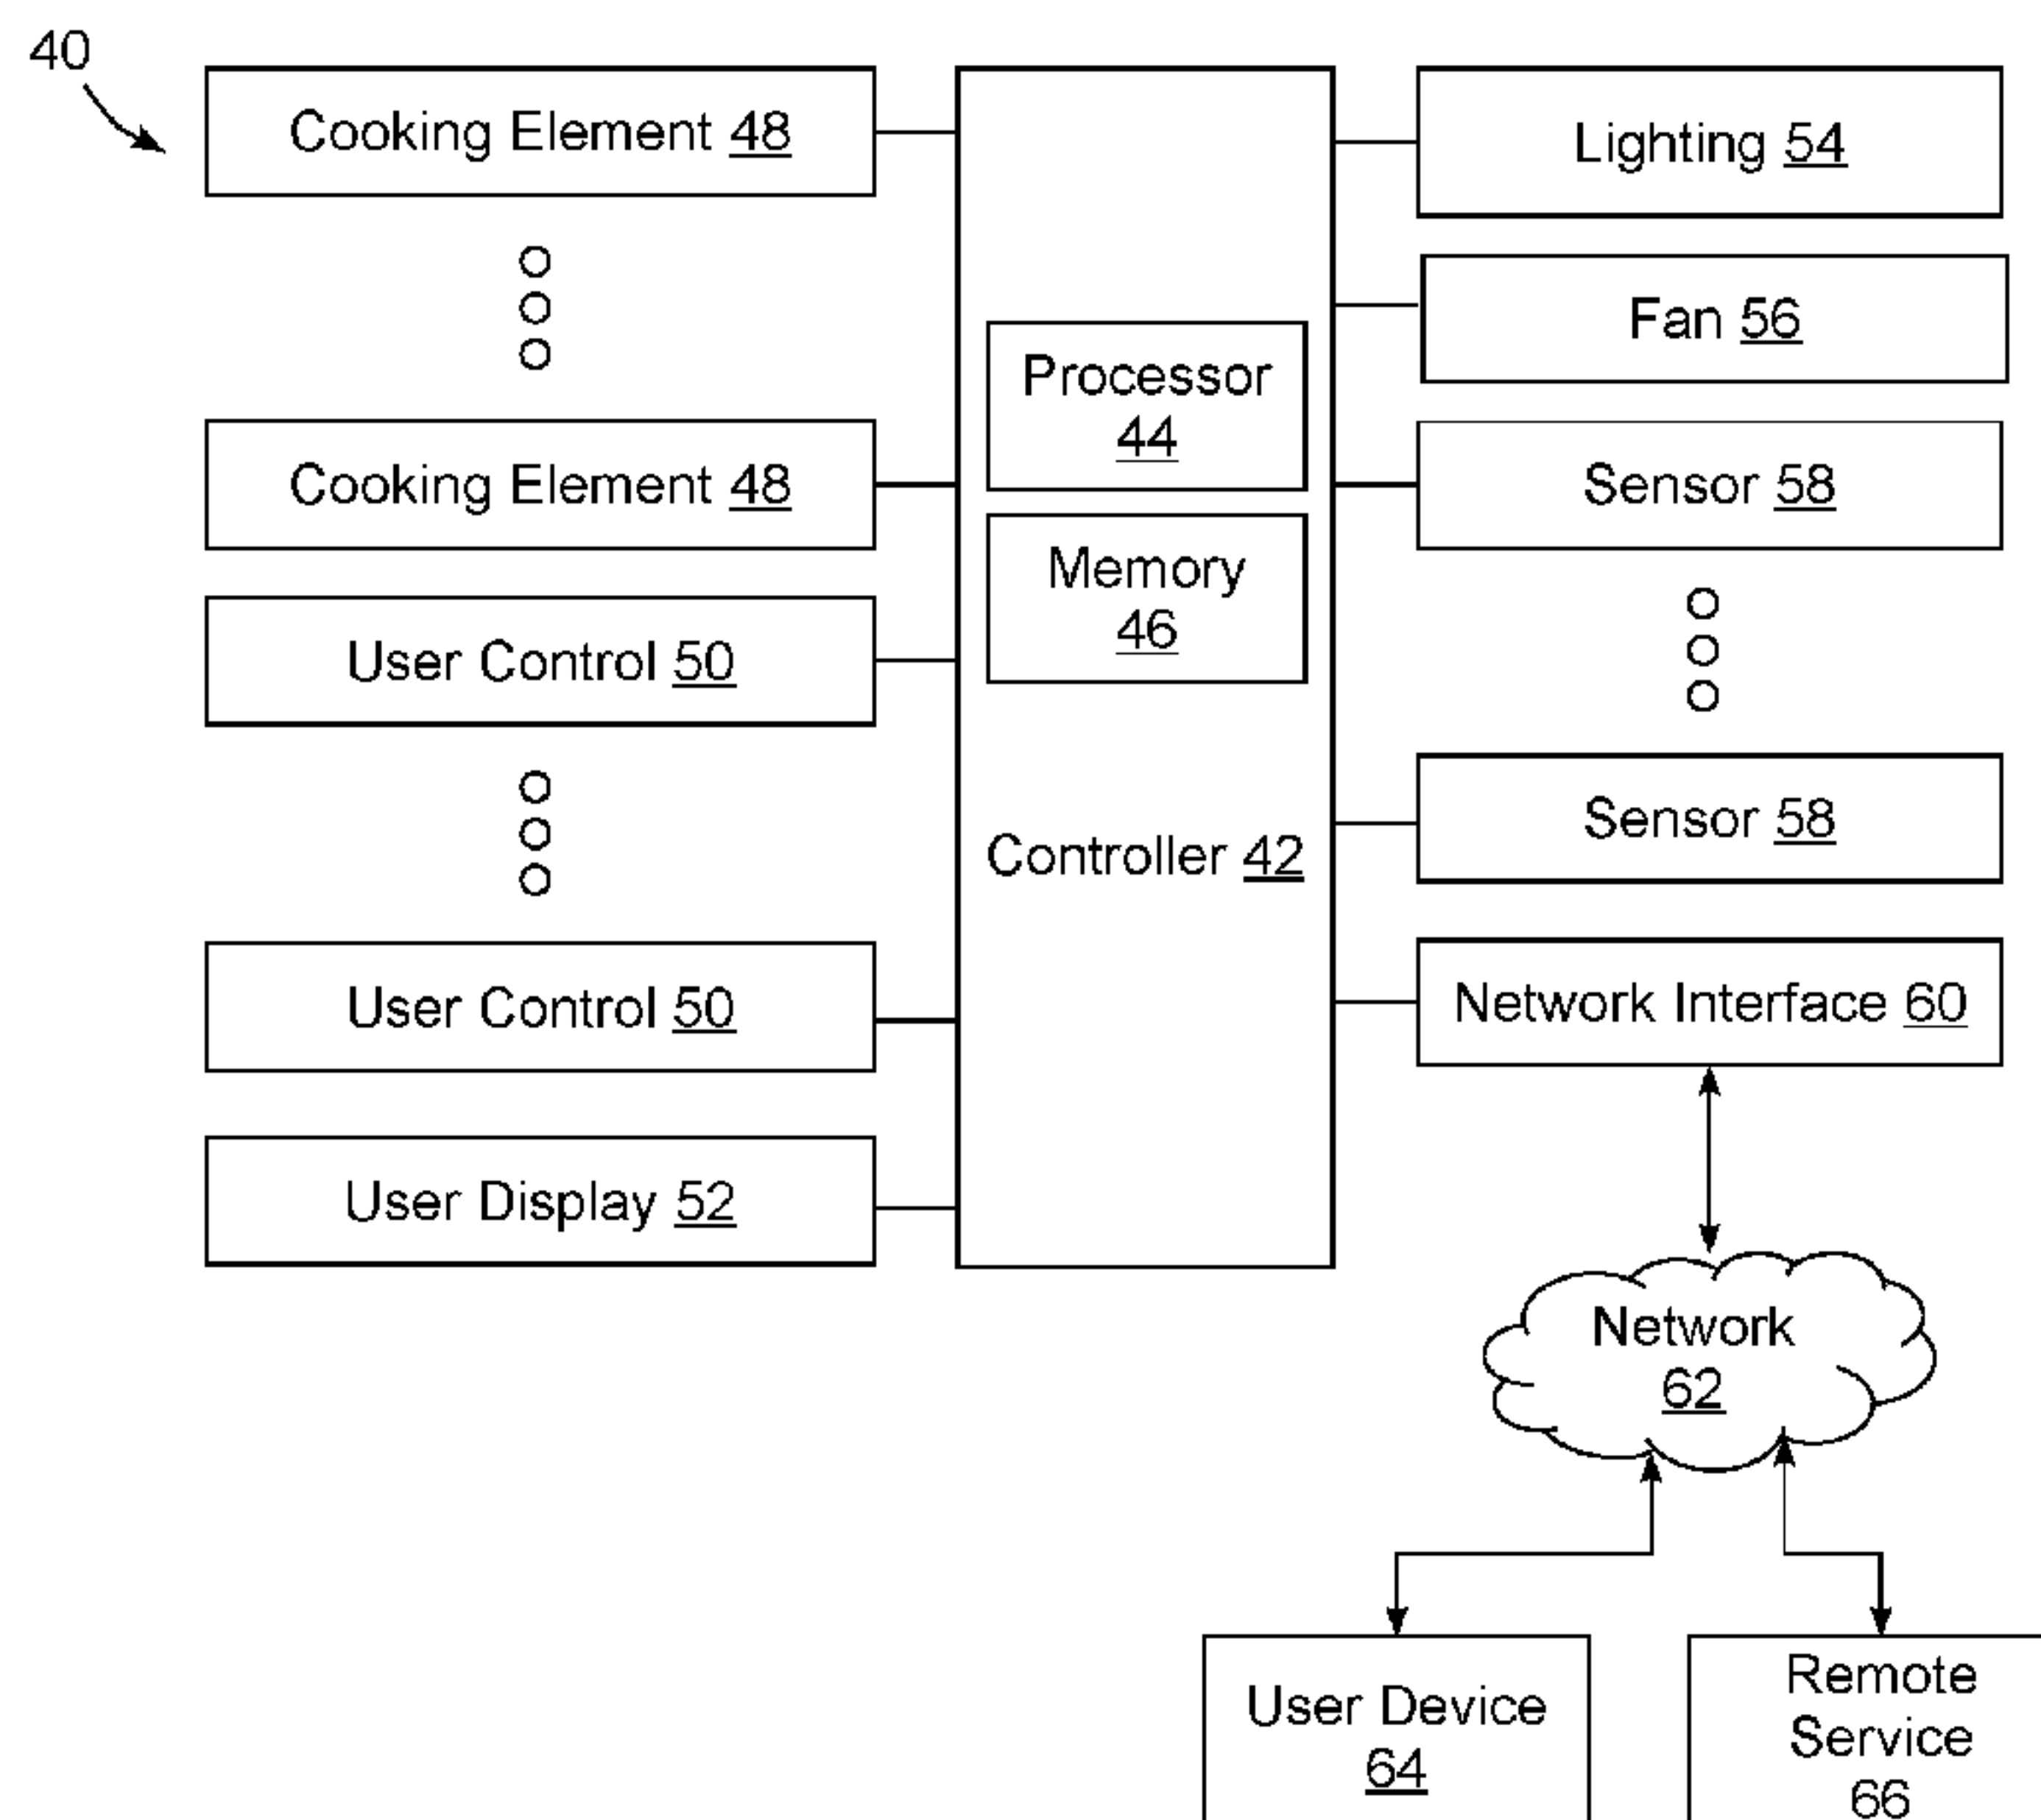 40
Cooking Element 48
Cooking Element 48
User Control 50
User Control 50
User Display 52
Processor
44
Memory
46
Controller 42
Lighting 54
Fan 56
Sensor 58
Sensor 58
Network Interface 60
Network
62
User Device
64
Remote
Service
66